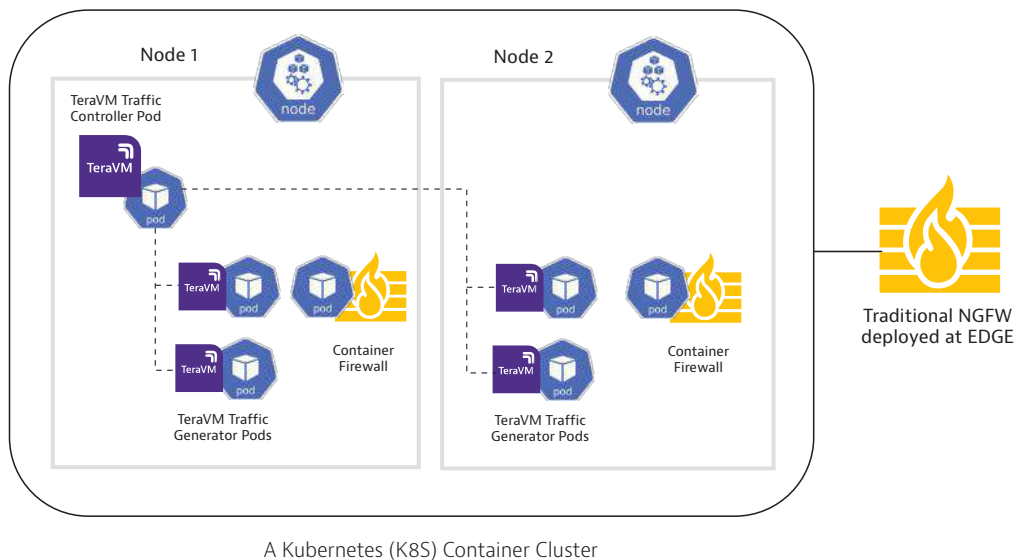 Node 1
node
TeraVM Traffic
Controller Pod
TeraVM
pod
TeraVM
pod
pod
Container
Firewall
TeraVM
pod
TeraVM Traffic
Generator Pods
Node 2
node
TeraVM
pod
pod
Container
Firewall
TeraVM
pod
TeraVM Traffic
Generator Pods
Traditional NGFW
deployed at EDGE
A Kubernetes (K8S) Container Cluster